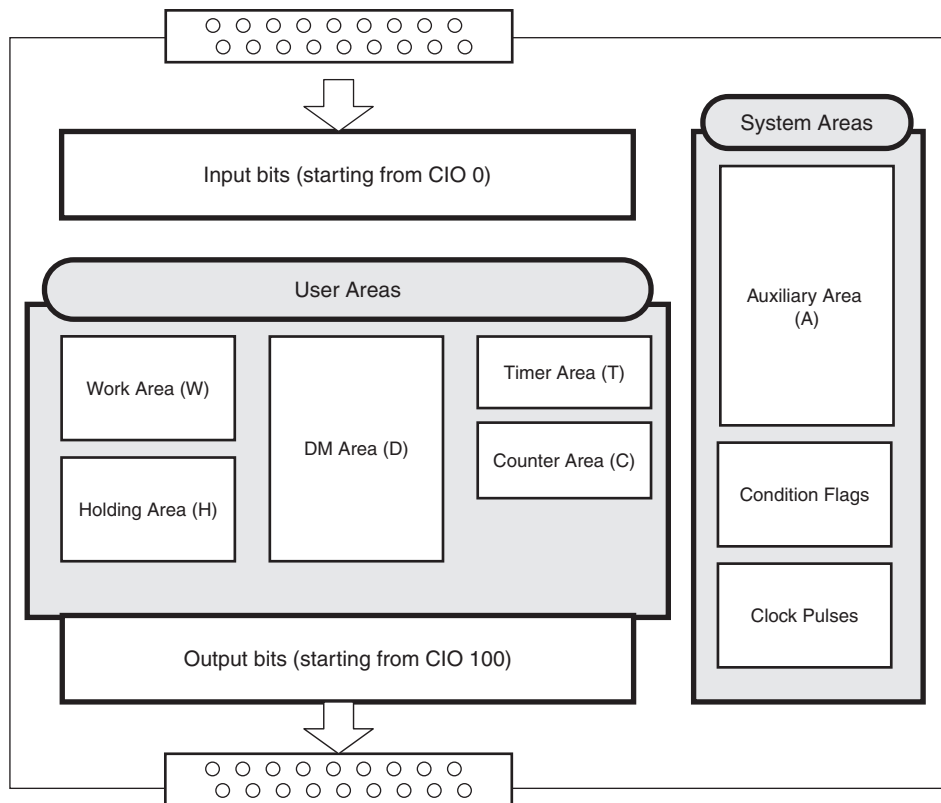 Input bits (starting from CIO 0)
User Areas
Work Area (W)
Holding Area (H)
DM Area (D)
Timer Area (T)
Counter Area (C)
Output bits (starting from CIO 100)
System Areas
Auxiliary Area
(A)
Condition Flags
Clock Pulses